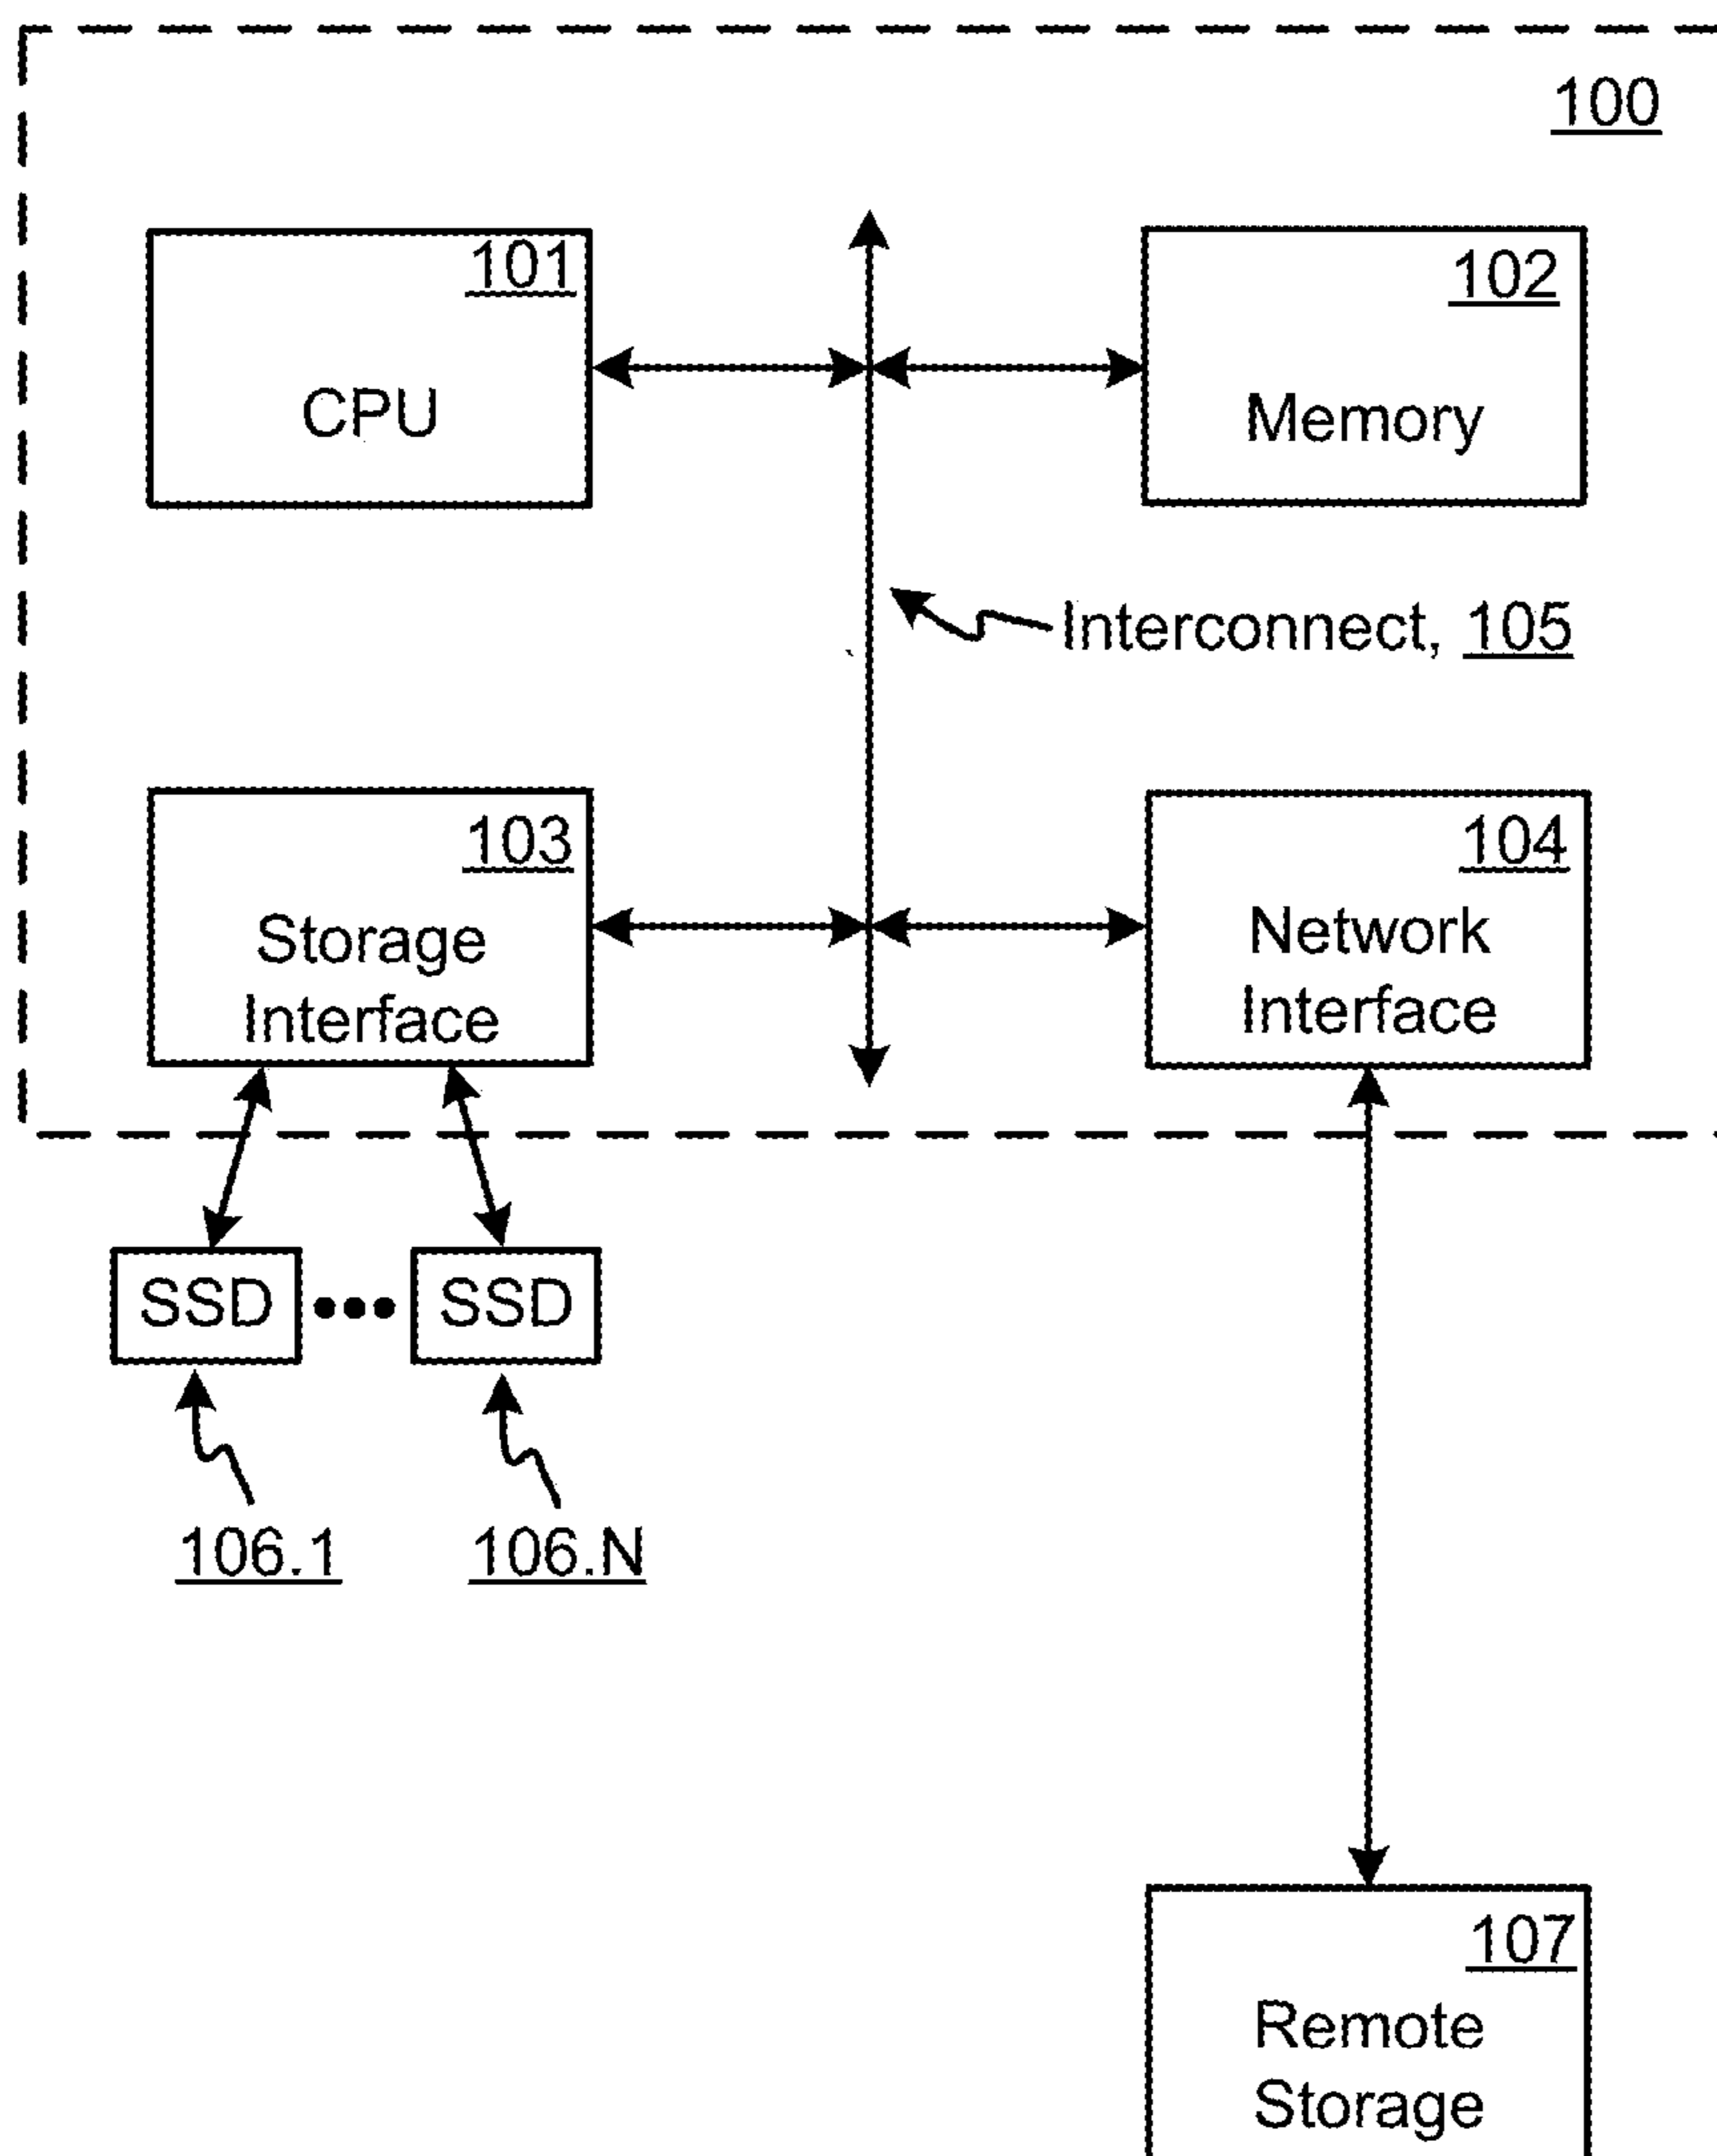 100
101
CPU
102
Memory
Interconnect, 105
103
Storage
Interface
104
Network
Interface
SSD
SSD
106.1
106.N
107
Remote
Storage